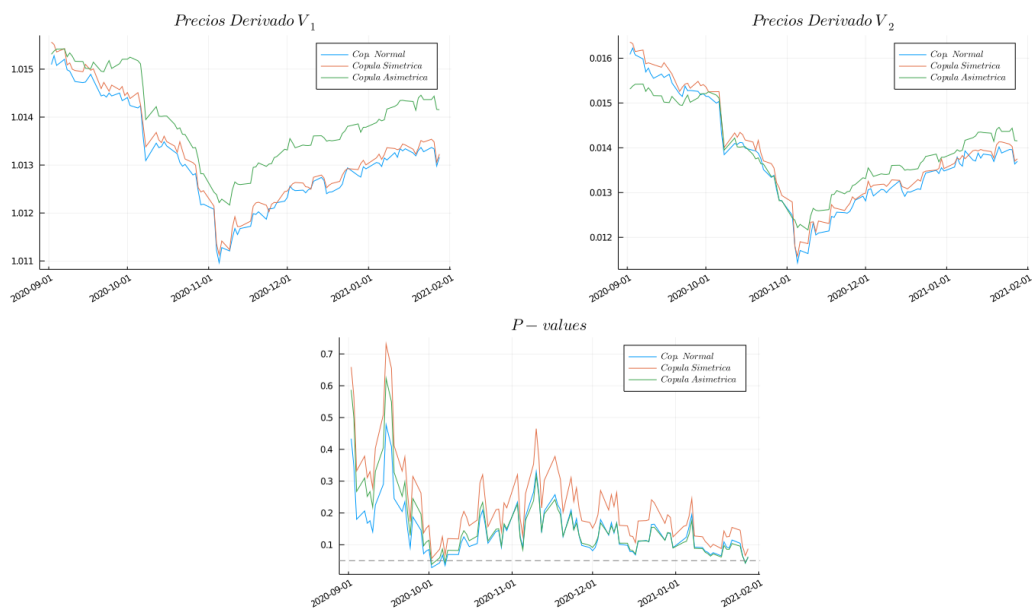 Precios Derivado V1
1.015
1.014
1.013
1.012
1.011
Cop. Normal
Copula Simetrica
Copula Asimetrica
2020-09-01
2020-10-01
2020-11-01
2020-12-01
2021-01-01
2021-02-01
Precios Derivado V2
0.016
0.015
0.014
0.013
0.012
Cop. Normal
Copula Simetrica
Copula Asimetrica
2020-09-01
2020-10-01
2020-11-01
2020-12-01
2021-01-01
2021-02-01
P − values
0.7
0.6
0.5
0.4
0.3
0.2
0.1
Cop. Normal
Copula Simetrica
Copula Asimetrica
2020-09-01
2020-10-01
2020-11-01
2020-12-01
2021-01-01
2021-02-01